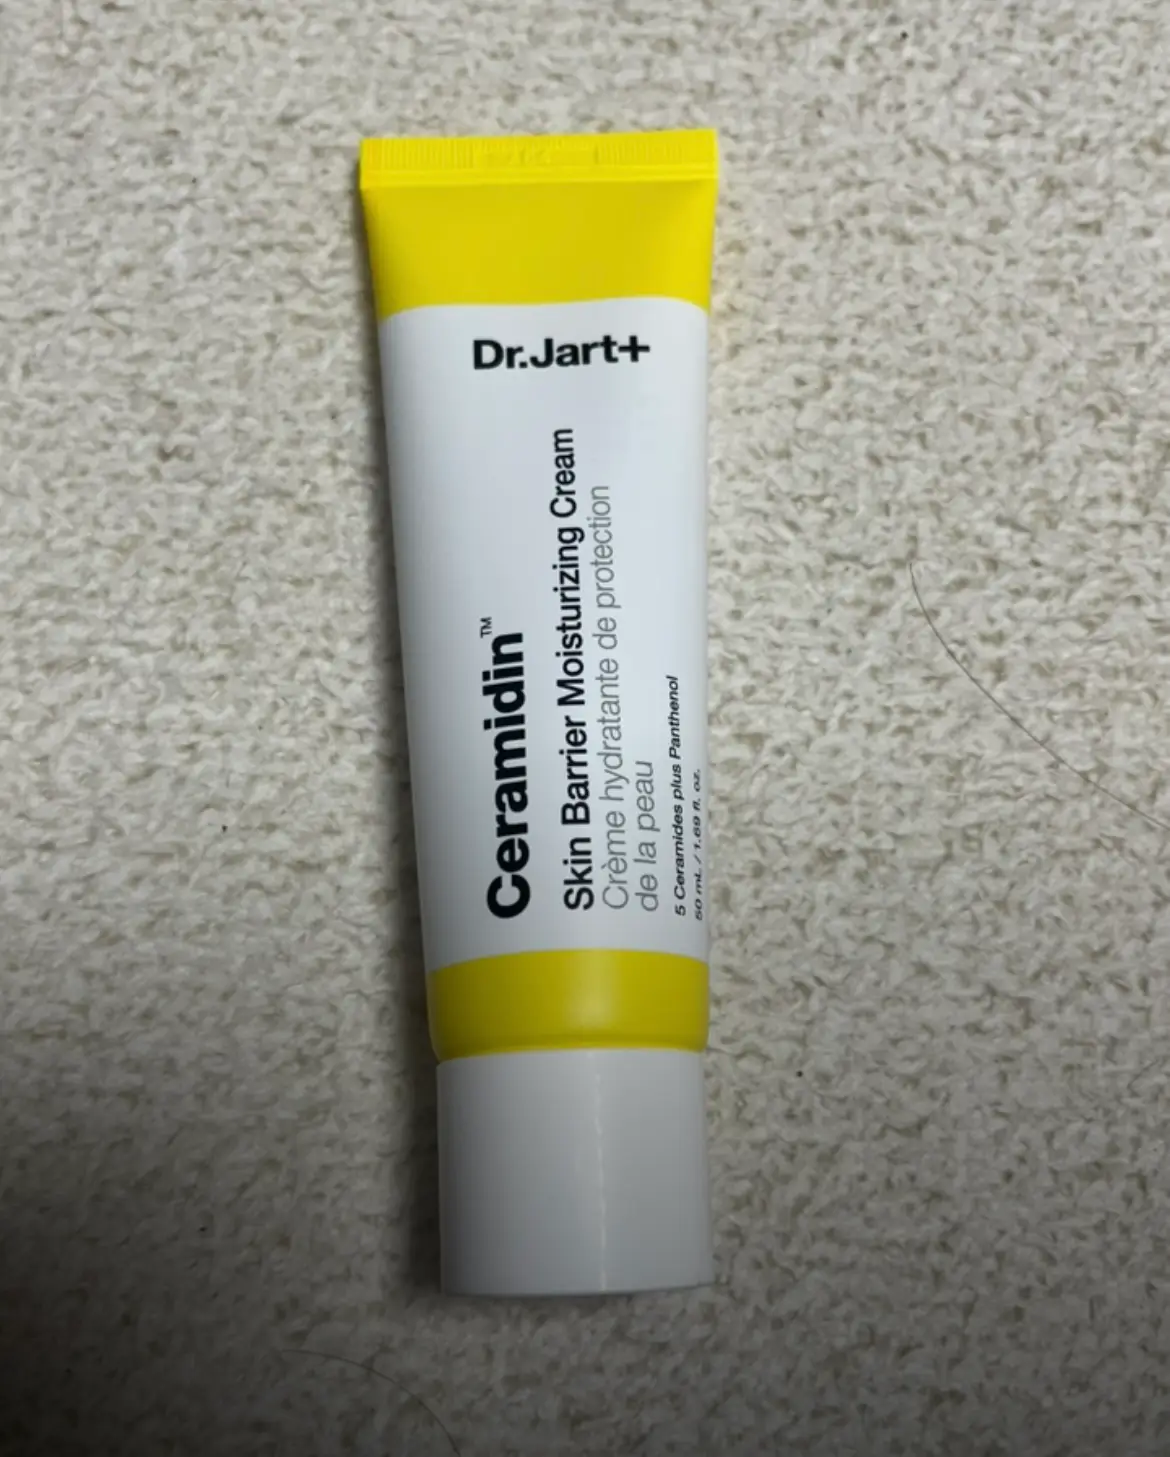 Dr.Jart+
Ceramidin™
Skin Barrier Moisturizing Cream
Crème hydratante de protection
de la peau
5 Ceramides plus Panthenol
50 mL / 1.69 fl. oz.